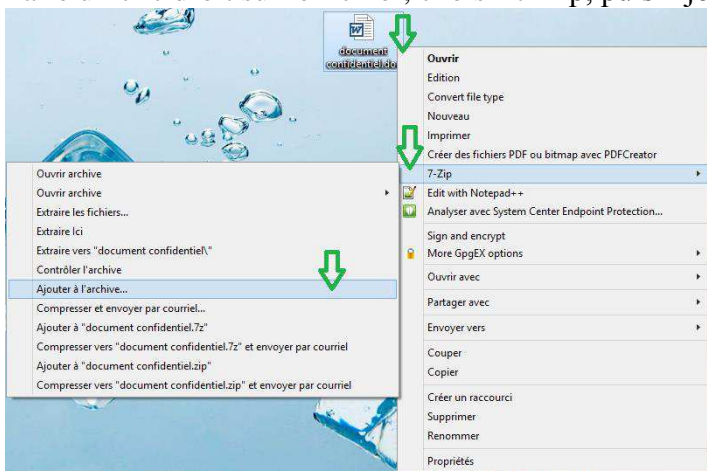 document
confidentiel.do
Ouvrir
Edition
Convert file type
Nouveau
Imprimer
Créer des fichiers PDF ou bitmap avec PDFCreator
7-Zip
Edit with Notepad++
Analyser avec System Center Endpoint Protection...
Sign and encrypt
More GpgEX options
Ouvrir avec
Partager avec
Envoyer vers
Couper
Copier
Créer un raccourci
Supprimer
Renommer
Propriétés
Ouvrir archive
Ouvrir archive
Extraire les fichiers...
Extraire Ici
Extraire vers "document confidentiel\"
Contrôler l'archive
Ajouter à l'archive...
Compresser et envoyer par courriel...
Ajouter à "document confidentiel.7z"
Compresser vers "document confidentiel.7z" et envoyer par courriel
Ajouter à "document confidentiel.zip"
Compresser vers "document confidentiel.zip" et envoyer par courriel